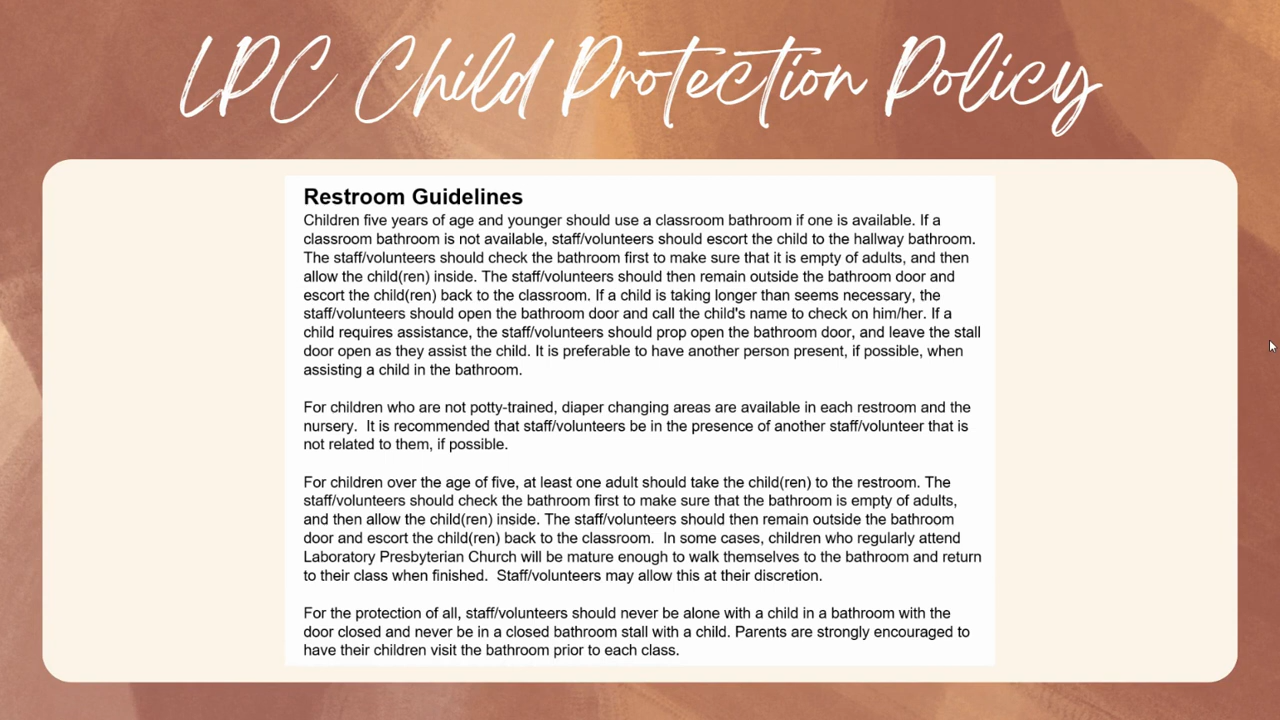 LPC Child Protection Policy
Restroom Guidelines
Children five years of age and younger should use a classroom bathroom if one is available. If a
classroom bathroom is not available, staff/volunteers should escort the child to the hallway bathroom.
The staff/volunteers should check the bathroom first to make sure that it is empty of adults, and then
allow the child(ren) inside. The staff/volunteers should then remain outside the bathroom door and
escort the child(ren) back to the classroom. If a child is taking longer than seems necessary, the
staff/volunteers should open the bathroom door and call the child's name to check on him/her. If a
child requires assistance, the staff/volunteers should prop open the bathroom door, and leave the stall
door open as they assist the child. It is preferable to have another person present, if possible, when
assisting a child in the bathroom.
For children who are not potty-trained, diaper changing areas are available in each restroom and the
nursery.  It is recommended that staff/volunteers be in the presence of another staff/volunteer that is
not related to them, if possible.
For children over the age of five, at least one adult should take the child(ren) to the restroom. The
staff/volunteers should check the bathroom first to make sure that the bathroom is empty of adults,
and then allow the child(ren) inside. The staff/volunteers should then remain outside the bathroom
door and escort the child(ren) back to the classroom.  In some cases, children who regularly attend
Laboratory Presbyterian Church will be mature enough to walk themselves to the bathroom and return
to their class when finished.  Staff/volunteers may allow this at their discretion.
For the protection of all, staff/volunteers should never be alone with a child in a bathroom with the
door closed and never be in a closed bathroom stall with a child. Parents are strongly encouraged to
have their children visit the bathroom prior to each class.